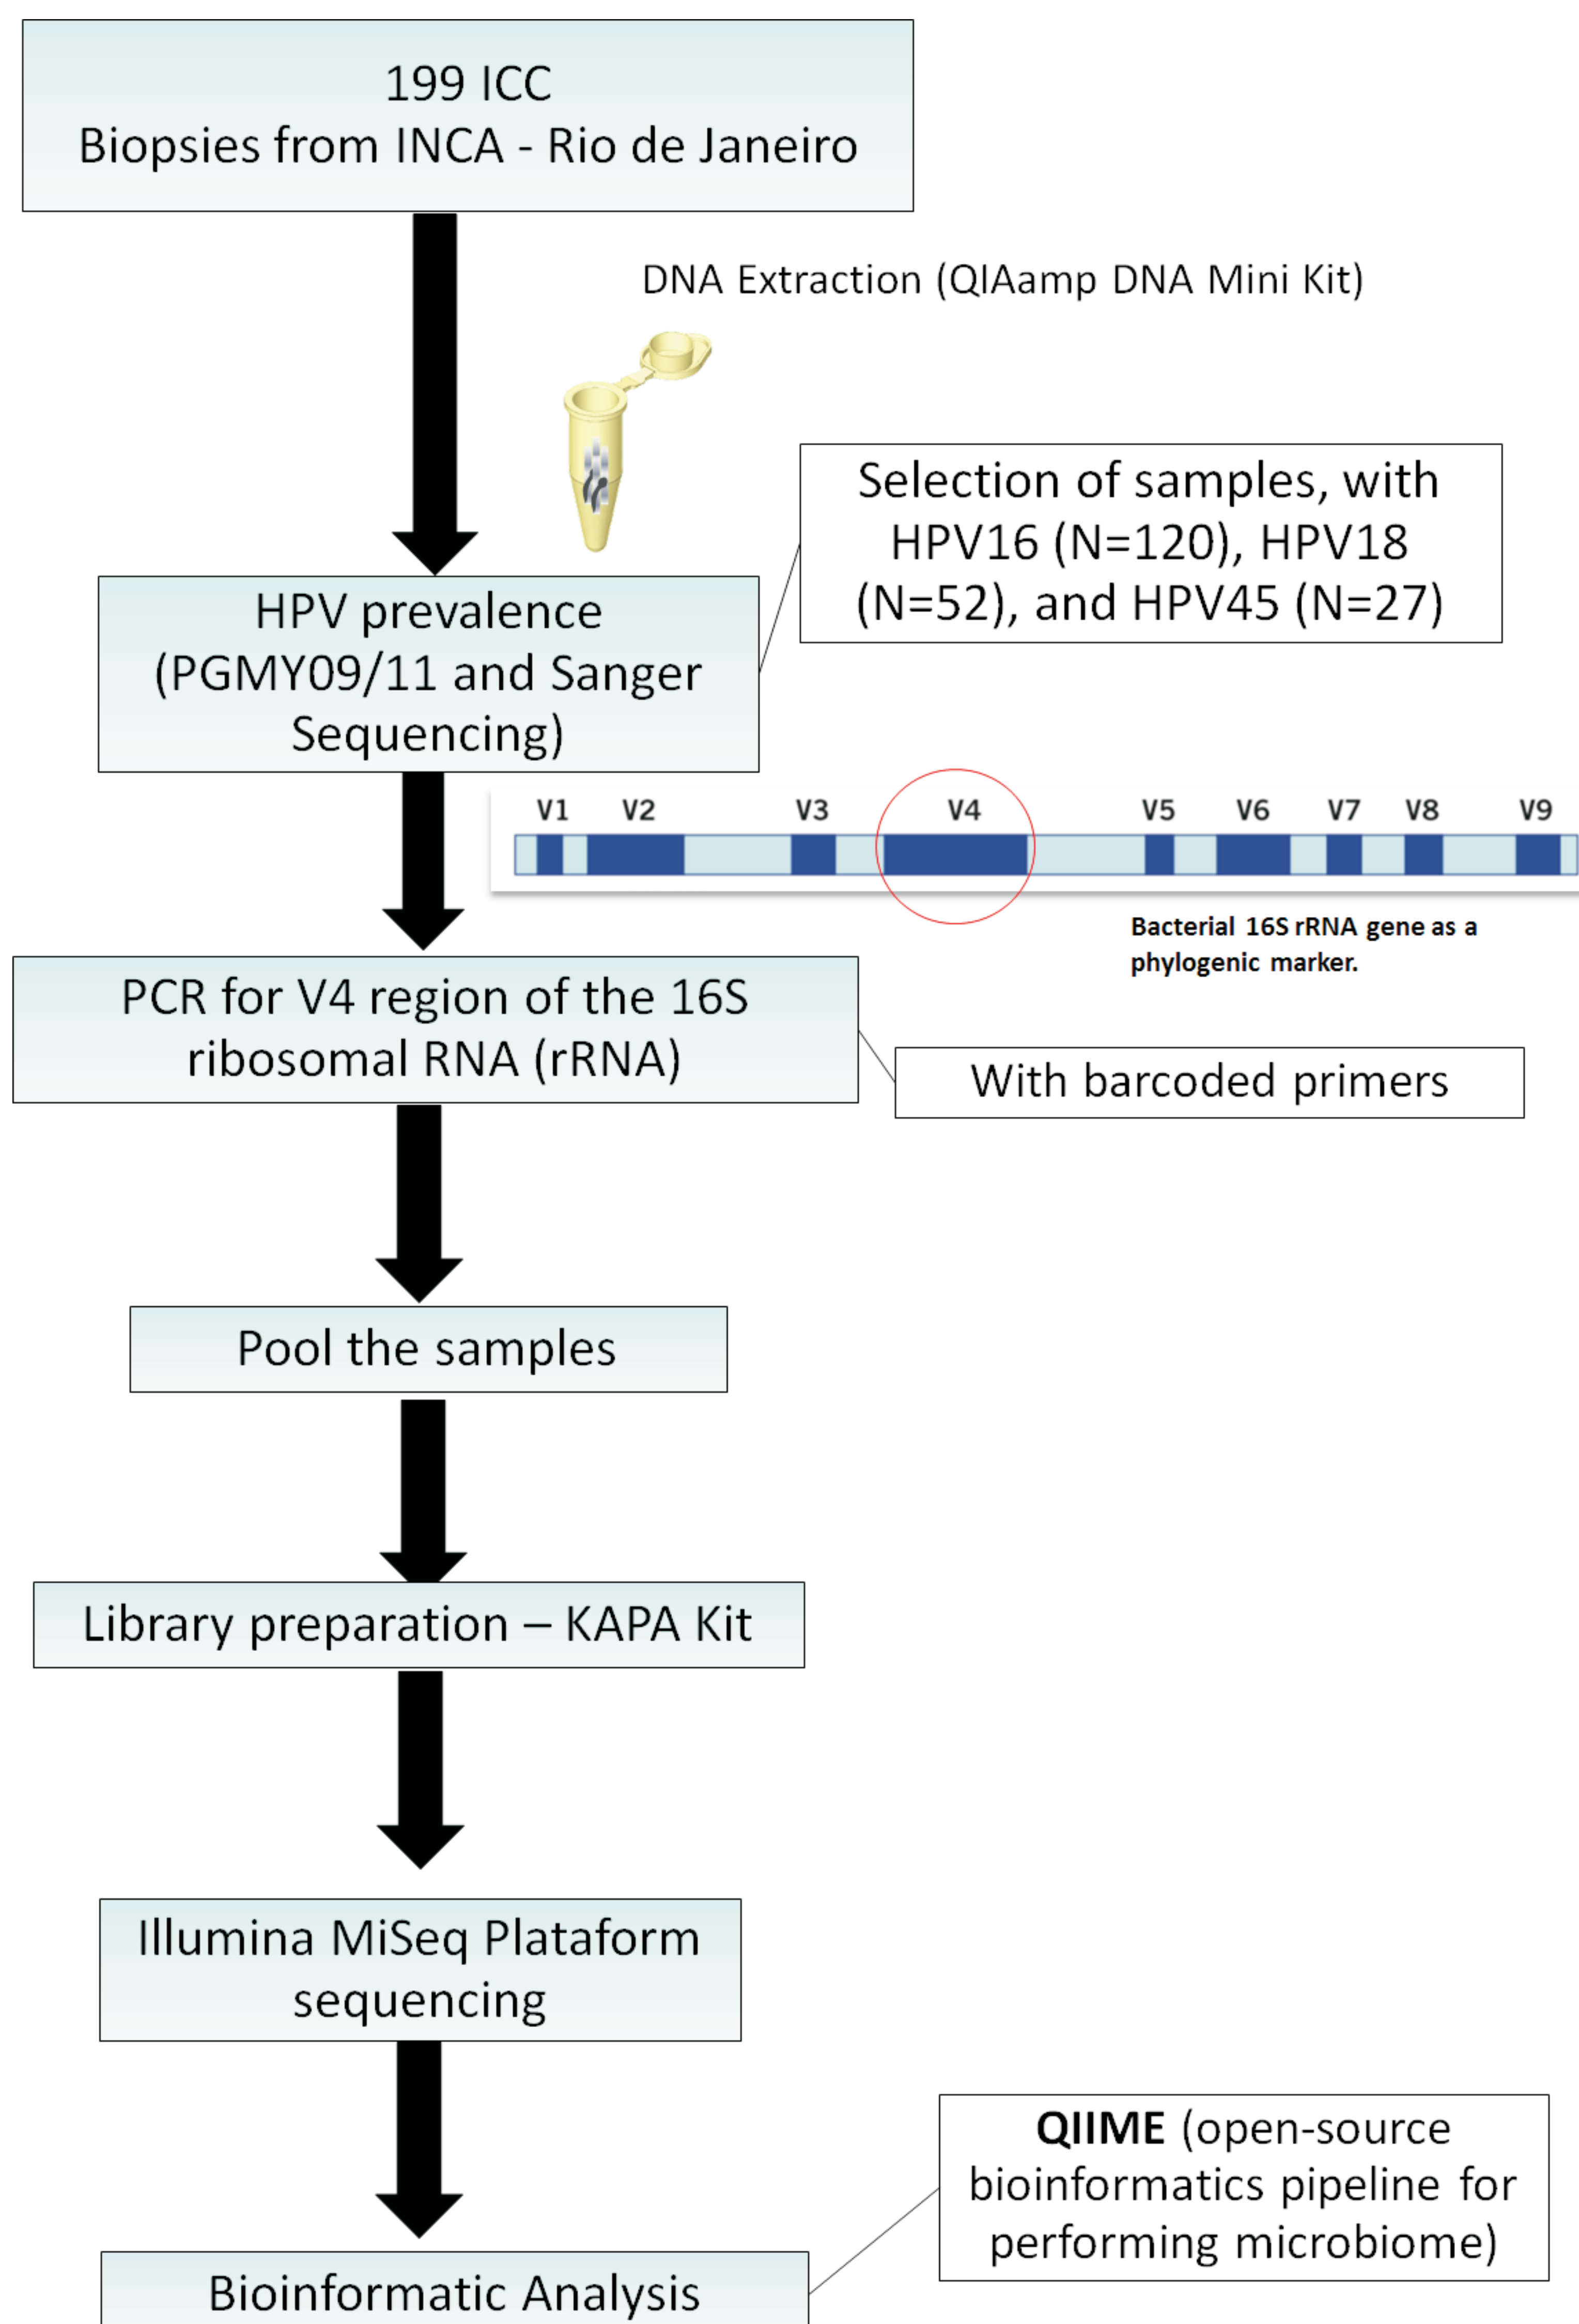 199 ICC
Biopsies from INCA - Rio de Janeiro
DNA Extraction (QIAamp DNA Mini Kit)
Selection of samples, with
HPV16 (N=120), HPV18
(N=52), and HPV45 (N=27)
HPV prevalence
(PGMY09/11 and Sanger
Sequencing)
V1 V2 V3 V4 V5 V6 V7 V8 V9
Bacterial 16S rRNA gene as a
phylogenic marker.
PCR for V4 region of the 16S
ribosomal RNA (rRNA)
With barcoded primers
Pool the samples
Library preparation – KAPA Kit
Illumina MiSeq Plataform
sequencing
QIIME (open-source
bioinformatics pipeline for
performing microbiome)
Bioinformatic Analysis